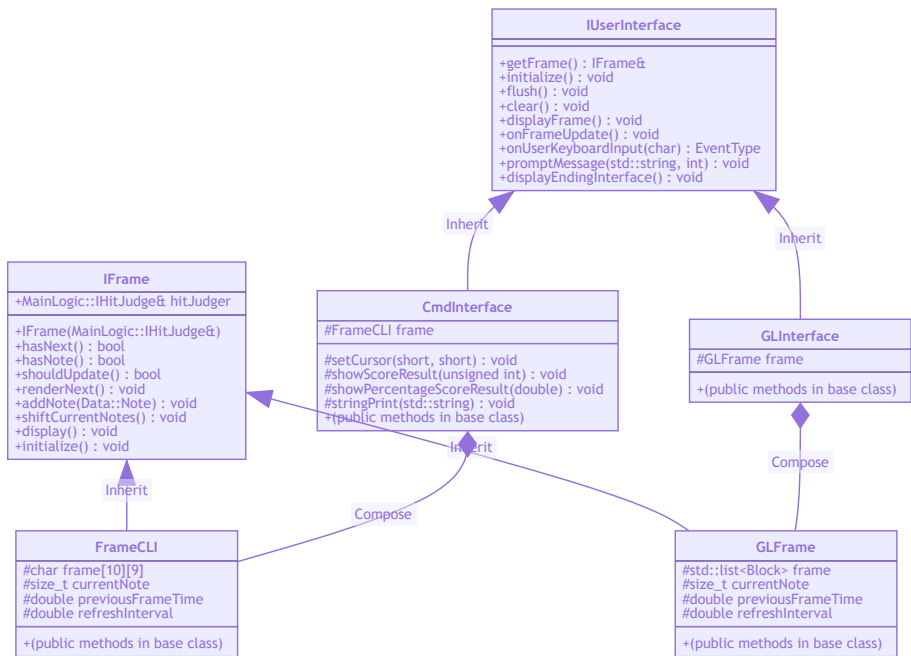 IUserInterface
+getFrame() : IFrame&
+initialize() : void
+flush() : void
+clear() : void
+displayFrame() : void
+onFrameUpdate() : void
+onUserKeyboardInput(char) : EventType
+promptMessage(std::string, int) : void
+displayEndingInterface() : void
Inherit
Inherit
IFrame
+MainLogic::IHitJudge& hitJudger
+IFrame(MainLogic::IHitJudge&)
+hasNext() : bool
+hasNote() : bool
+shouldUpdate() : bool
+renderNext() : void
+addNote(Data::Note) : void
+shiftCurrentNotes() : void
+display() : void
+initialize() : void
CmdInterface
#FrameCLI frame
#setCursor(short, short) : void
#showScoreResult(unsigned int) : void
#showPercentageScoreResult(double) : void
#stringPrint(std::string) : void
+(public methods in base class)
GLInterface
#GLFrame frame
+(public methods in base class)
Inherit
Compose
Inherit
Compose
FrameCLI
#char frame[10][9]
#size_t currentNote
#double previousFrameTime
#double refreshInterval
+(public methods in base class)
GLFrame
#std::list<Block> frame
#size_t currentNote
#double previousFrameTime
#double refreshInterval
+(public methods in base class)